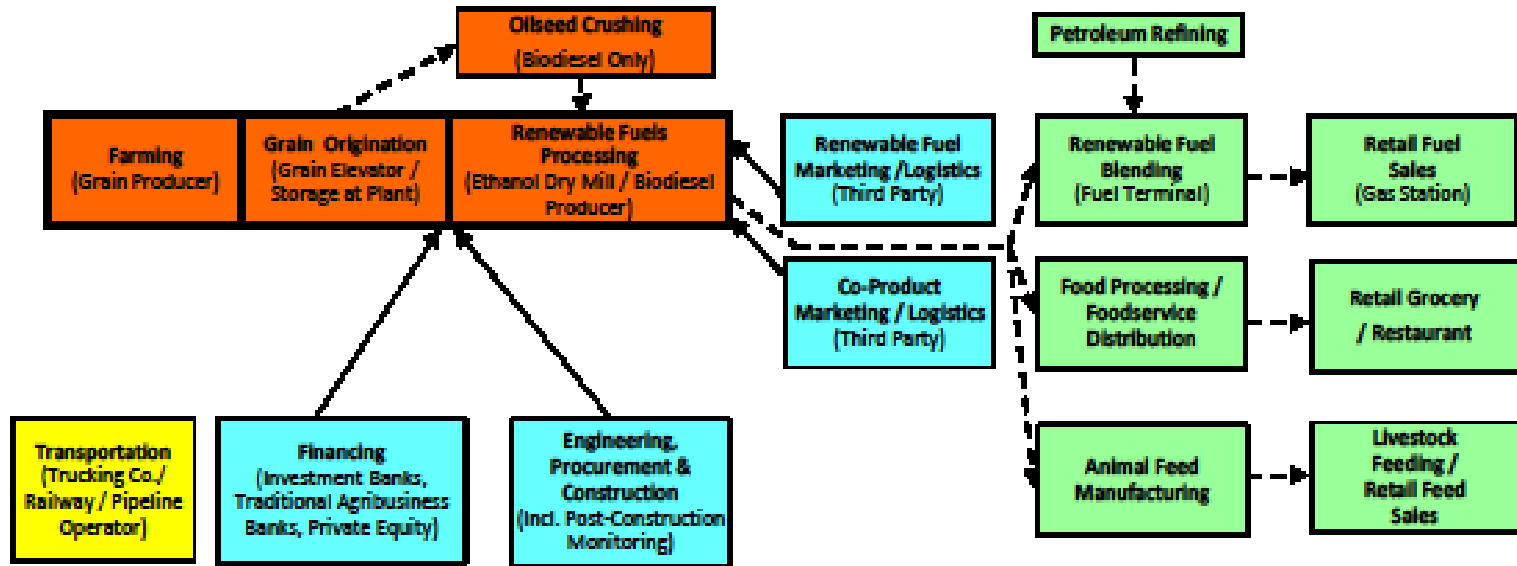 Oilseed Crushing
(Biodiesel Only)
Petroleum Refining
Farming
(Grain Producer)
Grain Origination
(Grain Elevator /
Storage at Plant)
Renewable Fuels
Processing
(Ethanol Dry Mill / Biodiesel
Producer)
Renewable Fuel
Marketing /Logistics
(Third Party)
Renewable Fuel
Blending
(Fuel Terminal)
Retail Fuel
Sales
(Gas Station)
Co-Product
Marketing / Logistics
(Third Party)
Food Processing /
Foodservice
Distribution
Retail Grocery
/ Restaurant
Transportation
(Trucking Co./
Railway / Pipeline
Operator)
Financing
(Investment Banks,
Traditional Agribusiness
Banks, Private Equity)
Engineering,
Procurement &
Construction
(Incl. Post-Construction
Monitoring)
Animal Feed
Manufacturing
Livestock
Feeding /
Retail Feed
Sales